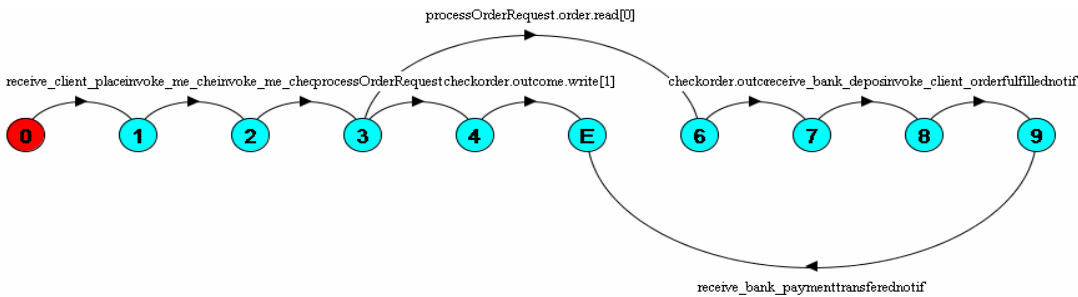 processOrderRequest.order.read[0]
receive_client_placeinvoke_me_cheinvoke_me_checprocessOrderRequestcheckorder.outcome.write[1]
checkorder.outcreceive_bank_deposinvoke_client_orderfulfillednotif
0 1 2 3 4 E 6 7 8 9
receive_bank_paymenttransferednotif